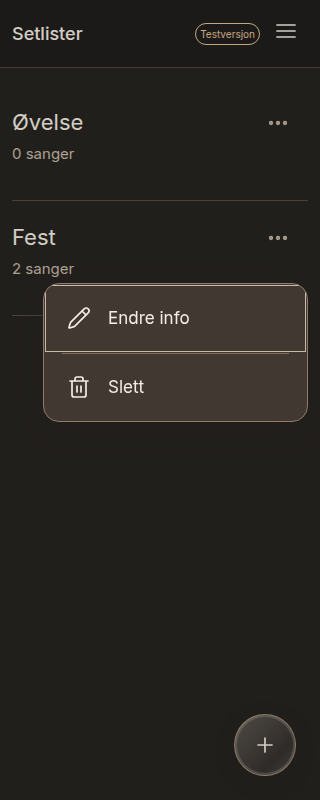 Setlister
Testversjon
Øvelse
0 sanger
Fest
2 sanger
Endre info
Slett